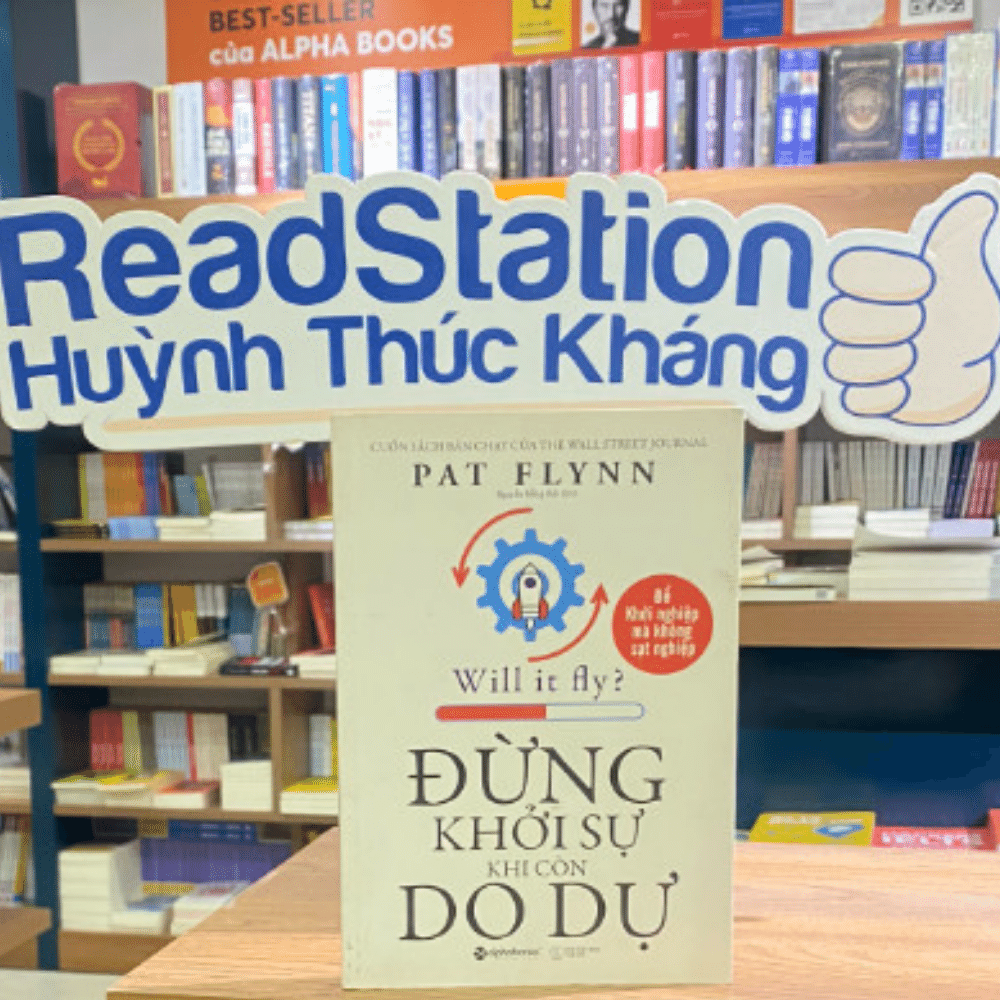 BEST-SELLER
của ALPHA BOOKS
ReadStation
Huỳnh Thúc Kháng
CUỐN SÁCH BÁN CHẠY CỦA THE WALL STREET JOURNAL
PAT FLYNN
Để
Khởi nghiệp
mà không
sạt nghiệp
Will it fly?
ĐỪNG
KHỞI SỰ
KHI CÒN
DO DỰ
alphabooks